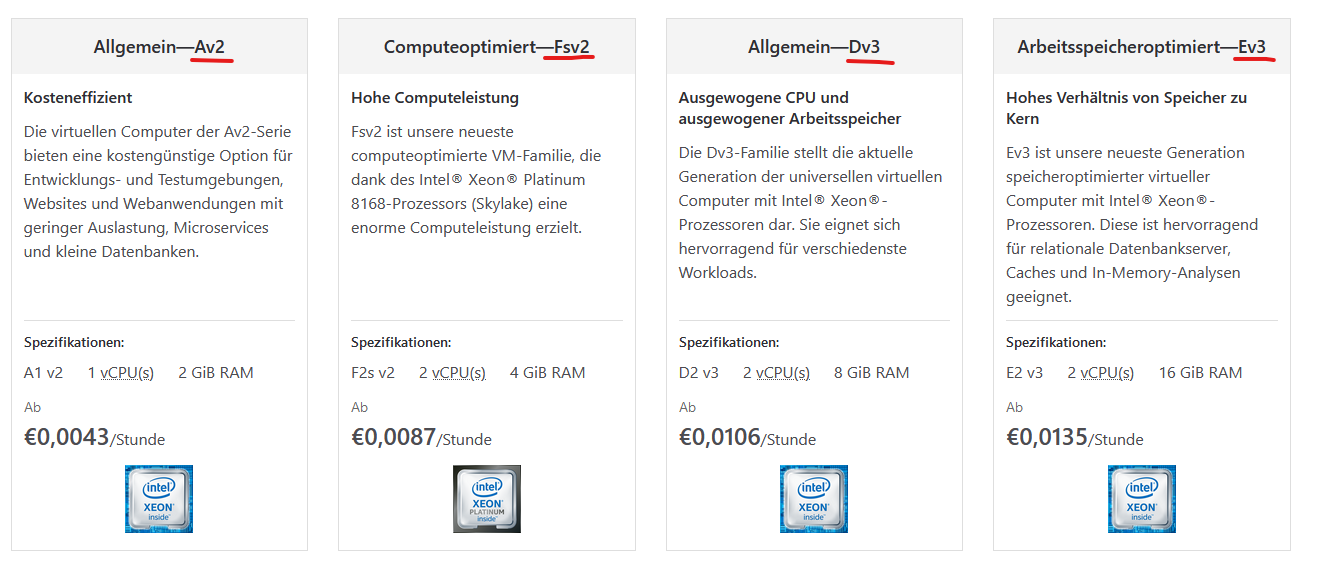 Allgemein—Av2
Kosteneffizient
Die virtuellen Computer der Av2-Serie
bieten eine kostengünstige Option für
Entwicklungs- und Testumgebungen,
Websites und Webanwendungen mit
geringer Auslastung, Microservices
und kleine Datenbanken.
Spezifikationen:
A1 v2 1 vCPU(s) 2 GiB RAM
Ab
€0,0043/Stunde
intel
XEON®
inside™
Computeoptimiert—Fsv2
Hohe Computeleistung
Fsv2 ist unsere neueste
computeoptimierte VM-Familie, die
dank des Intel® Xeon® Platinum
8168-Prozessors (Skylake) eine
enorme Computeleistung erzielt.
Spezifikationen:
F2s v2 2 vCPU(s) 4 GiB RAM
Ab
€0,0087/Stunde
intel
XEON®
PLATINUM
inside™
Allgemein—Dv3
Ausgewogene CPU und
ausgewogener Arbeitsspeicher
Die Dv3-Familie stellt die aktuelle
Generation der universellen virtuellen
Computer mit Intel® Xeon®-
Prozessoren dar. Sie eignet sich
hervorragend für verschiedenste
Workloads.
Spezifikationen:
D2 v3 2 vCPU(s) 8 GiB RAM
Ab
€0,0106/Stunde
intel
XEON®
inside™
Arbeitsspeicheroptimiert—Ev3
Hohes Verhältnis von Speicher zu
Kern
Ev3 ist unsere neueste Generation
speicheroptimierter virtueller
Computer mit Intel® Xeon®-
Prozessoren. Diese ist hervorragend
für relationale Datenbankserver,
Caches und In-Memory-Analysen
geeignet.
Spezifikationen:
E2 v3 2 vCPU(s) 16 GiB RAM
Ab
€0,0135/Stunde
intel
XEON®
inside™